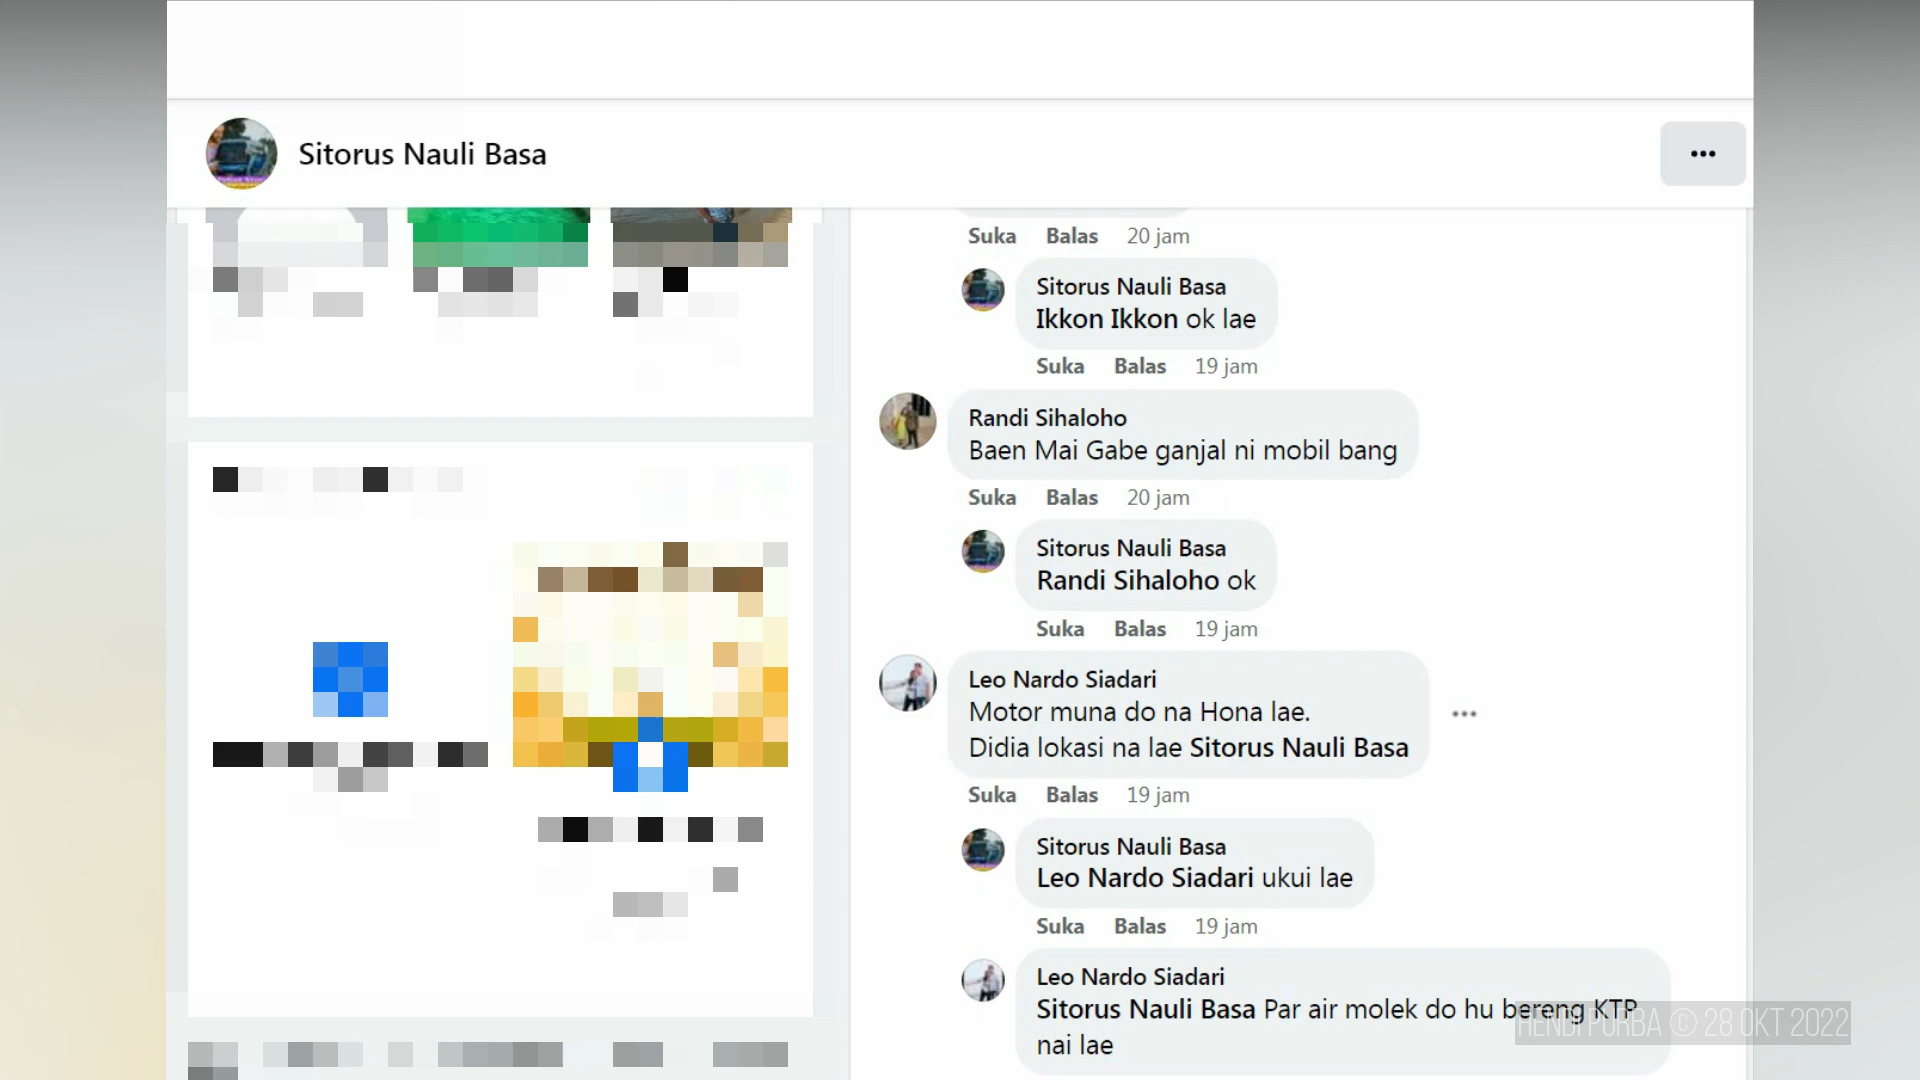 Sitorus Nauli Basa
Suka Balas 20 jam
Sitorus Nauli Basa
Ikkon Ikkon ok lae
Suka Balas 19 jam
Randi Sihaloho
Baen Mai Gabe ganjal ni mobil bang
Suka Balas 20 jam
Sitorus Nauli Basa
Randi Sihaloho ok
Suka Balas 19 jam
Leo Nardo Siadari
Motor muna do na Hona lae.
Didia lokasi na lae Sitorus Nauli Basa
Suka Balas 19 jam
Sitorus Nauli Basa
Leo Nardo Siadari ukui lae
Suka Balas 19 jam
Leo Nardo Siadari
Sitorus Nauli Basa Par air molek do hu bereng KTP
nai lae
HENDI PURBA © 28 OKT 2022